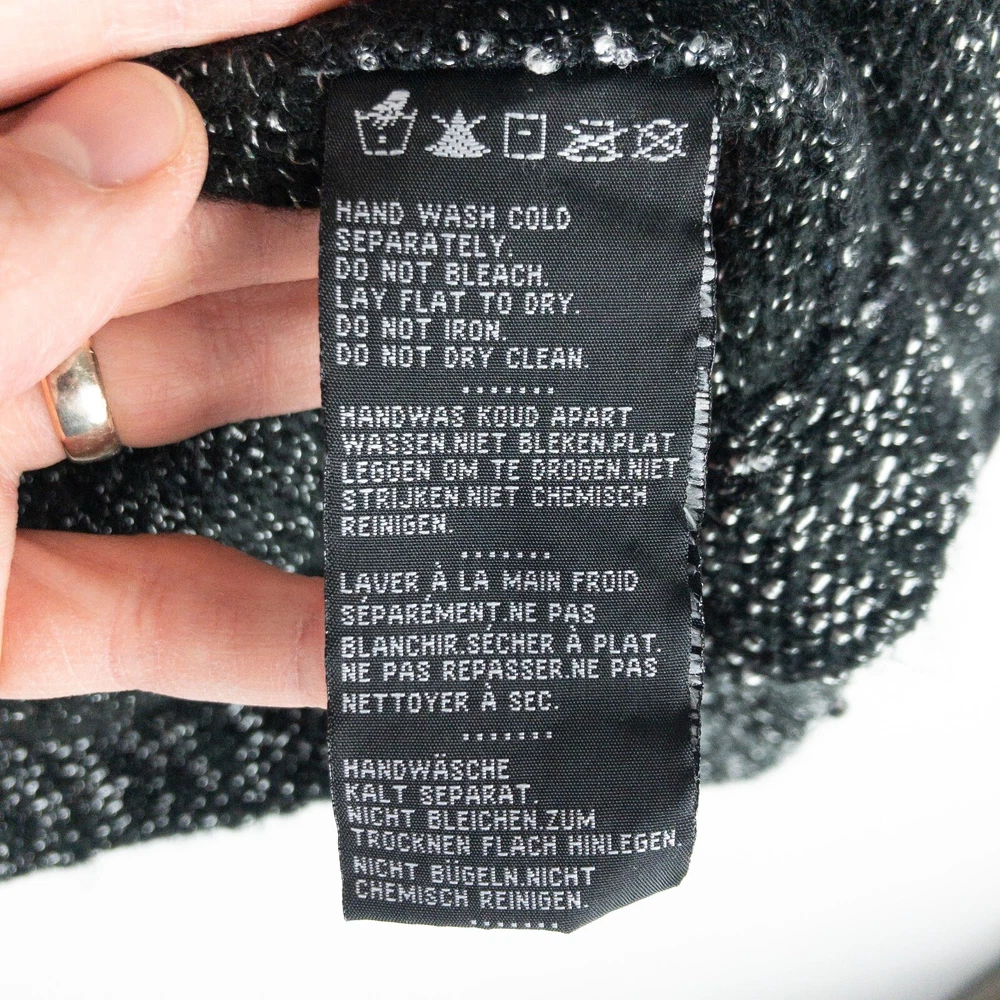 HAND WASH COLD
SEPARATELY.
DO NOT BLEACH.
LAY FLAT TO DRY.
DO NOT IRON.
DO NOT DRY CLEAN.
HANDWAS KOUD APART
WASSEN.NIET BLEKEN.PLAT
LEGGEN OM TE DROGEN.NIET
STRIJKEN.NIET CHEMISCH
REINIGEN.
LAVER À LA MAIN FROID
SÉPARÉMENT.NE PAS
BLANCHIR.SÉCHER À PLAT.
NE PAS REPASSER.NE PAS
NETTOYER À SEC.
HANDWÄSCHE
KALT SEPARAT.
NICHT BLEICHEN.ZUM
TROCKNEN FLACH HINLEGEN.
NICHT BÜGELN.NICHT
CHEMISCH REINIGEN.